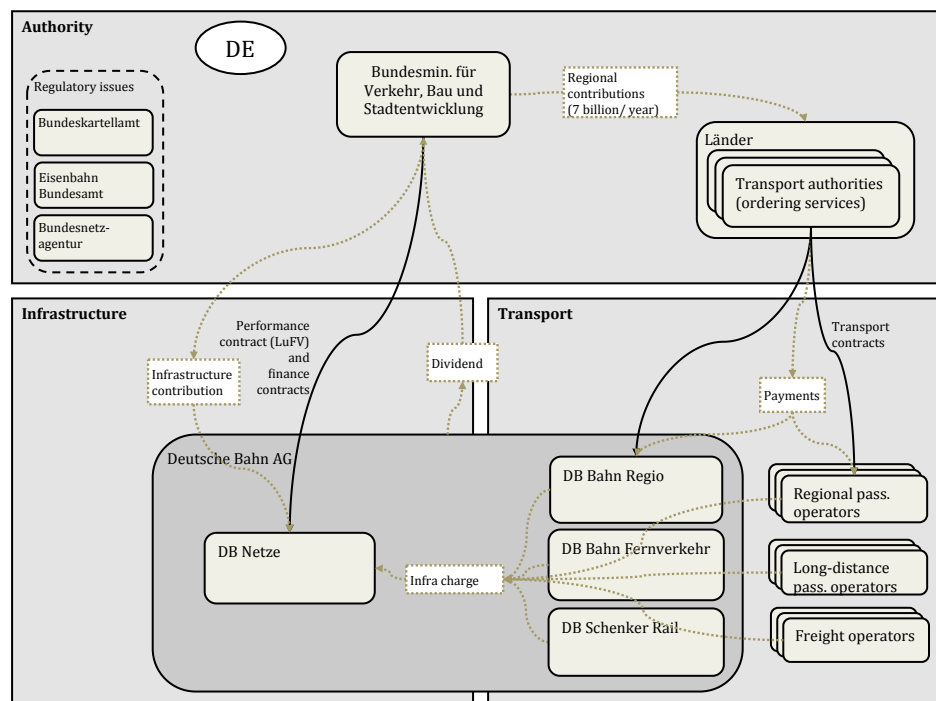 Authority
DE
Regulatory issues
Bundeskartellamt
Eisenbahn
Bundesamt
Bundesnetz-
agentur
Bundesmin. für
Verkehr, Bau und
Stadtentwicklung
Regional
contributions
(7 billion/ year)
Länder
Transport authorities
(ordering services)
Infrastructure
Performance
contract (LuFV)
and
finance
contracts
Infrastructure
contribution
Dividend
Transport
Transport
contracts
Payments
Deutsche Bahn AG
DB Netze
Infra charge
DB Bahn Regio
DB Bahn Fernverkehr
DB Schenker Rail
Regional pass.
operators
Long-distance
pass. operators
Freight operators